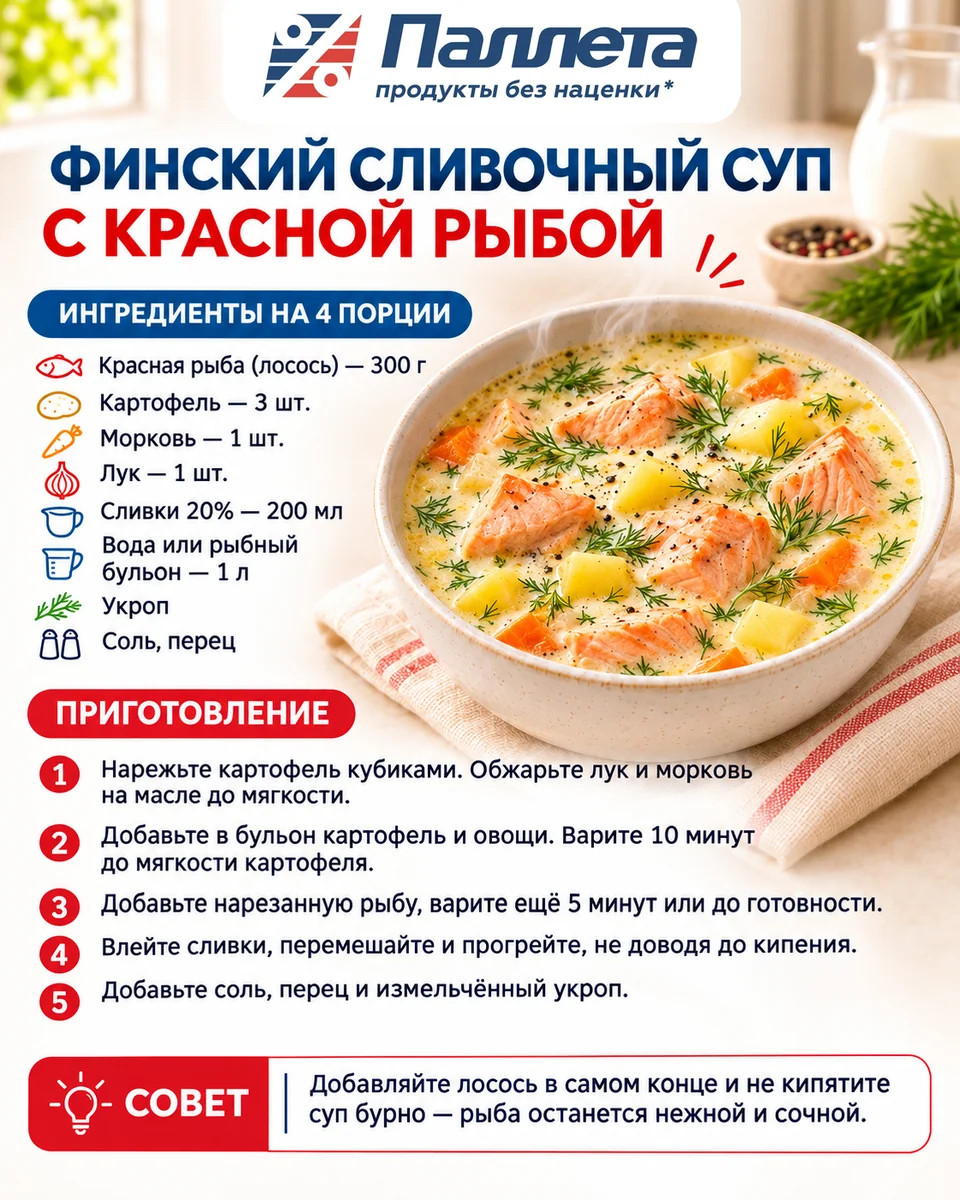 Паллета
продукты без наценки*
ФИНСКИЙ СЛИВОЧНЫЙ СУП
С КРАСНОЙ РЫБОЙ
ИНГРЕДИЕНТЫ НА 4 ПОРЦИИ
Красная рыба (лосось) — 300 г
Картофель — 3 шт.
Морковь — 1 шт.
Лук — 1 шт.
Сливки 20% — 200 мл
Вода или рыбный
бульон — 1 л
Укроп
Соль, перец
ПРИГОТОВЛЕНИЕ
1 Нарежьте картофель кубиками. Обжарьте лук и морковь
на масле до мягкости.
2 Добавьте в бульон картофель и овощи. Варите 10 минут
до мягкости картофеля.
3 Добавьте нарезанную рыбу, варите ещё 5 минут или до готовности.
4 Влейте сливки, перемешайте и прогрейте, не доводя до кипения.
5 Добавьте соль, перец и измельчённый укроп.
СОВЕТ
Добавляйте лосось в самом конце и не кипятите
суп бурно — рыба останется нежной и сочной.